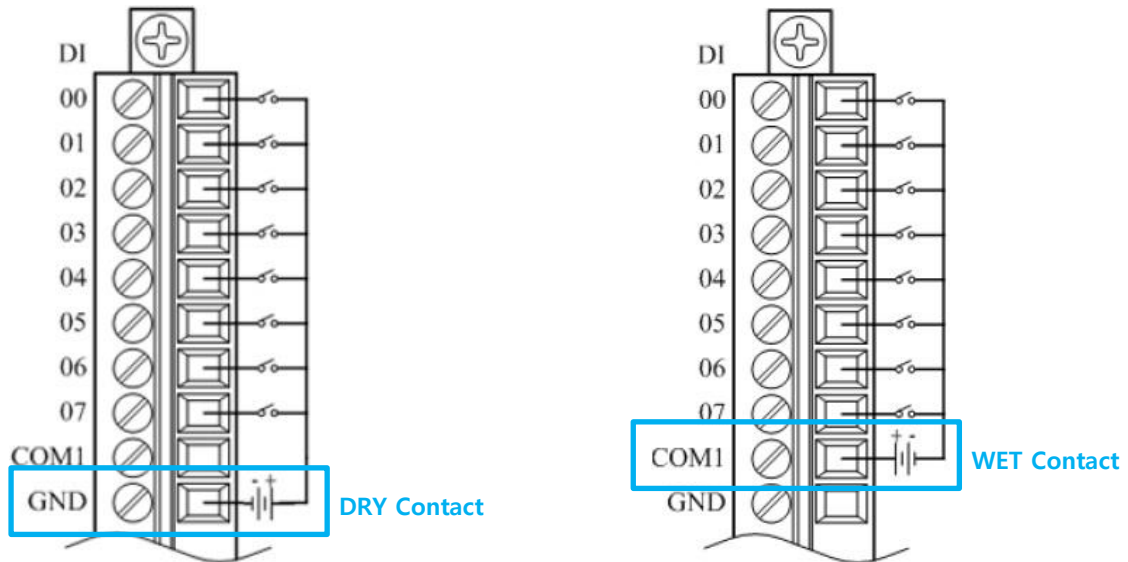 DI
00
01
02
03
04
05
06
07
COM1
GND
- +
DRY Contact
DI
00
01
02
03
04
05
06
07
+ -
COM1
WET Contact
GND